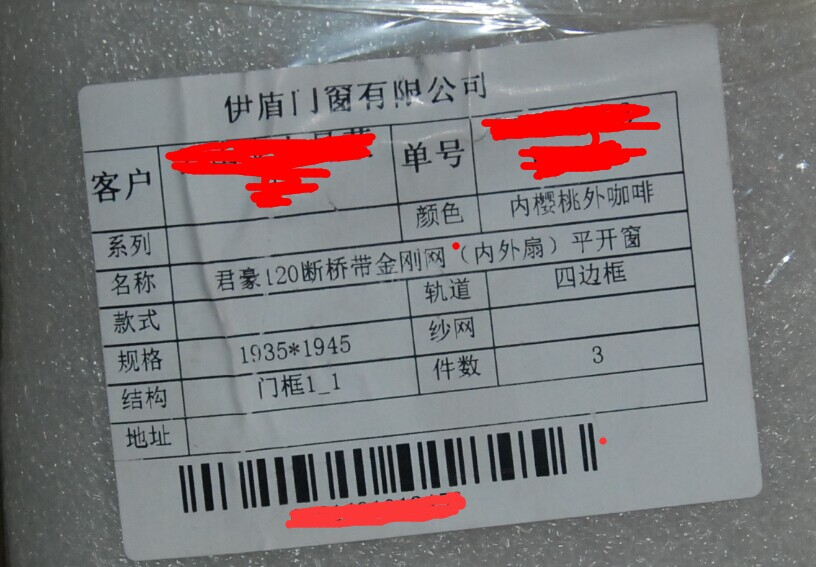 伊盾门窗有限公司
客户 单号
系列 颜色 内樱桃外咖啡
名称 君豪120断桥带金刚网（内外扇）平开窗
款式 轨道 四边框
规格 1935*1945 纱网
结构 门框1_1 件数 3
地址